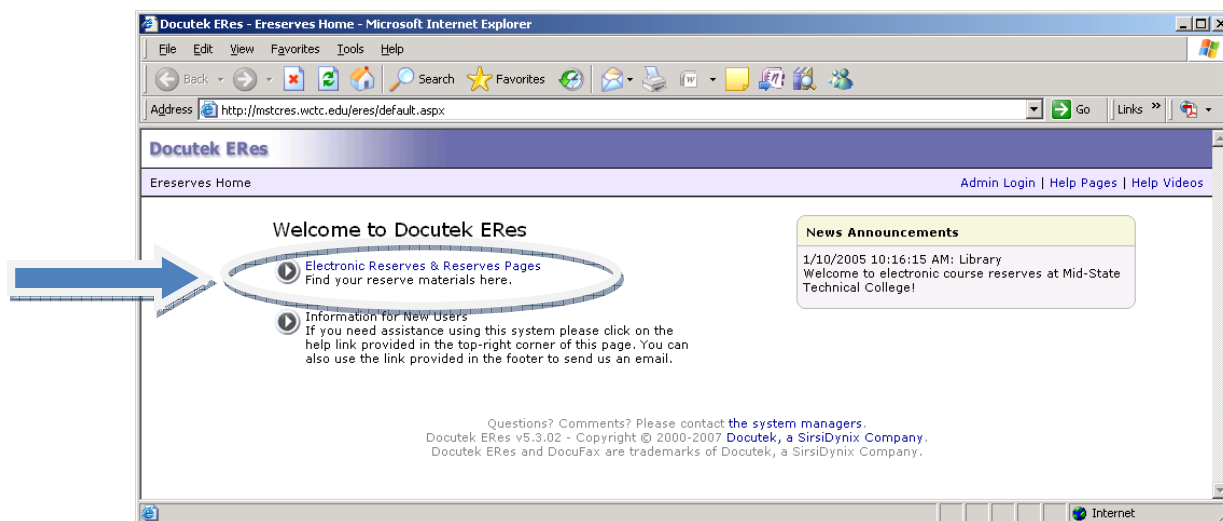 Docutek ERes - Ereserves Home - Microsoft Internet Explorer
File Edit View Favorites Tools Help
Back Search Favorites
Address http://mstcres.wctc.edu/eres/default.aspx Go Links »
Docutek ERes
Ereserves Home Admin Login | Help Pages | Help Videos
Welcome to Docutek ERes
Electronic Reserves & Reserves Pages
Find your reserve materials here.
Information for New Users
If you need assistance using this system please click on the
help link provided in the top-right corner of this page. You can
also use the link provided in the footer to send us an email.
News Announcements
1/10/2005 10:16:15 AM: Library
Welcome to electronic course reserves at Mid-State
Technical College!
Questions? Comments? Please contact the system managers.
Docutek ERes v5.3.02 - Copyright © 2000-2007 Docutek, a SirsiDynix Company.
Docutek ERes and DocuFax are trademarks of Docutek, a SirsiDynix Company.
Internet